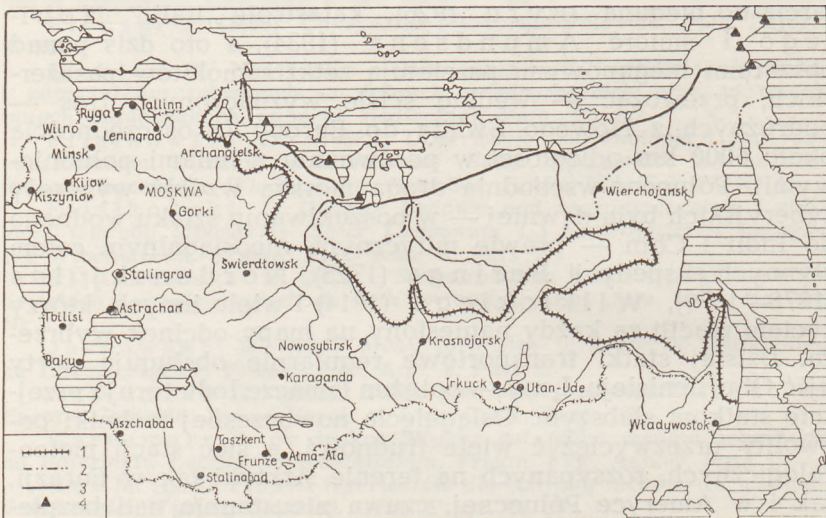 Tallinn
Ryga
Wilno
Leningrad
Mińsk
Archangielsk
Kijów
Kiszyniów
MOSKWA
Gorki
Wierchojańsk
Stalingrad
Swierdłowsk
Astrachan
Tbilisi
Baku
Nowosybirsk
Krasnojarsk
Karaganda
Irkuck
Ułan-Ude
Aszchabad
Taszkent
Frunze
Ałma-Ata
Stalinabad
Władywostok
1
2
3
4